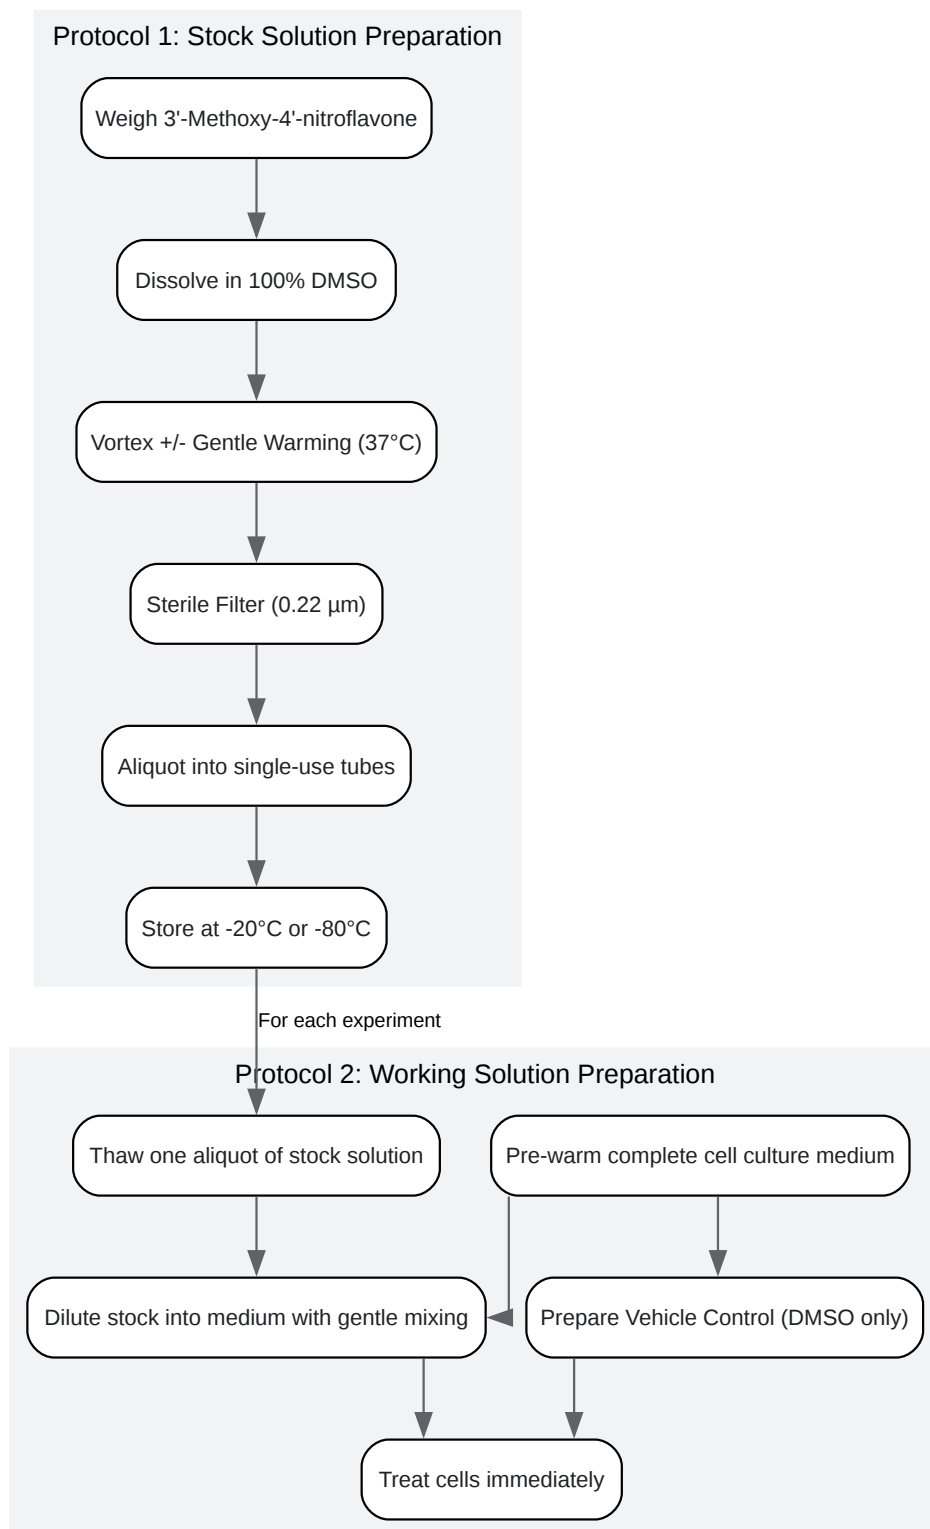 Protocol 1: Stock Solution Preparation
Weigh 3'-Methoxy-4'-nitroflavone
Dissolve in 100% DMSO
Vortex +/- Gentle Warming (37°C)
Sterile Filter (0.22 µm)
Aliquot into single-use tubes
Store at -20°C or -80°C
For each experiment
Protocol 2: Working Solution Preparation
Thaw one aliquot of stock solution
Pre-warm complete cell culture medium
Dilute stock into medium with gentle mixing
Prepare Vehicle Control (DMSO only)
Treat cells immediately